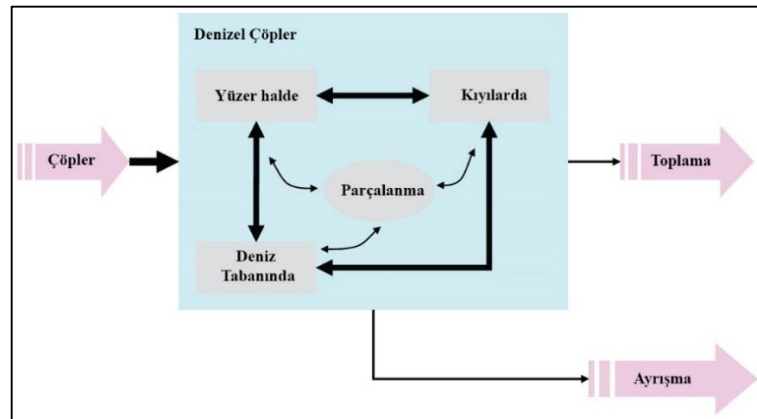 Denizel Çöpler
Yüzer halde
Kıyılarda
Çöpler
Toplama
Parçalanma
Deniz
Tabanında
Ayrışma